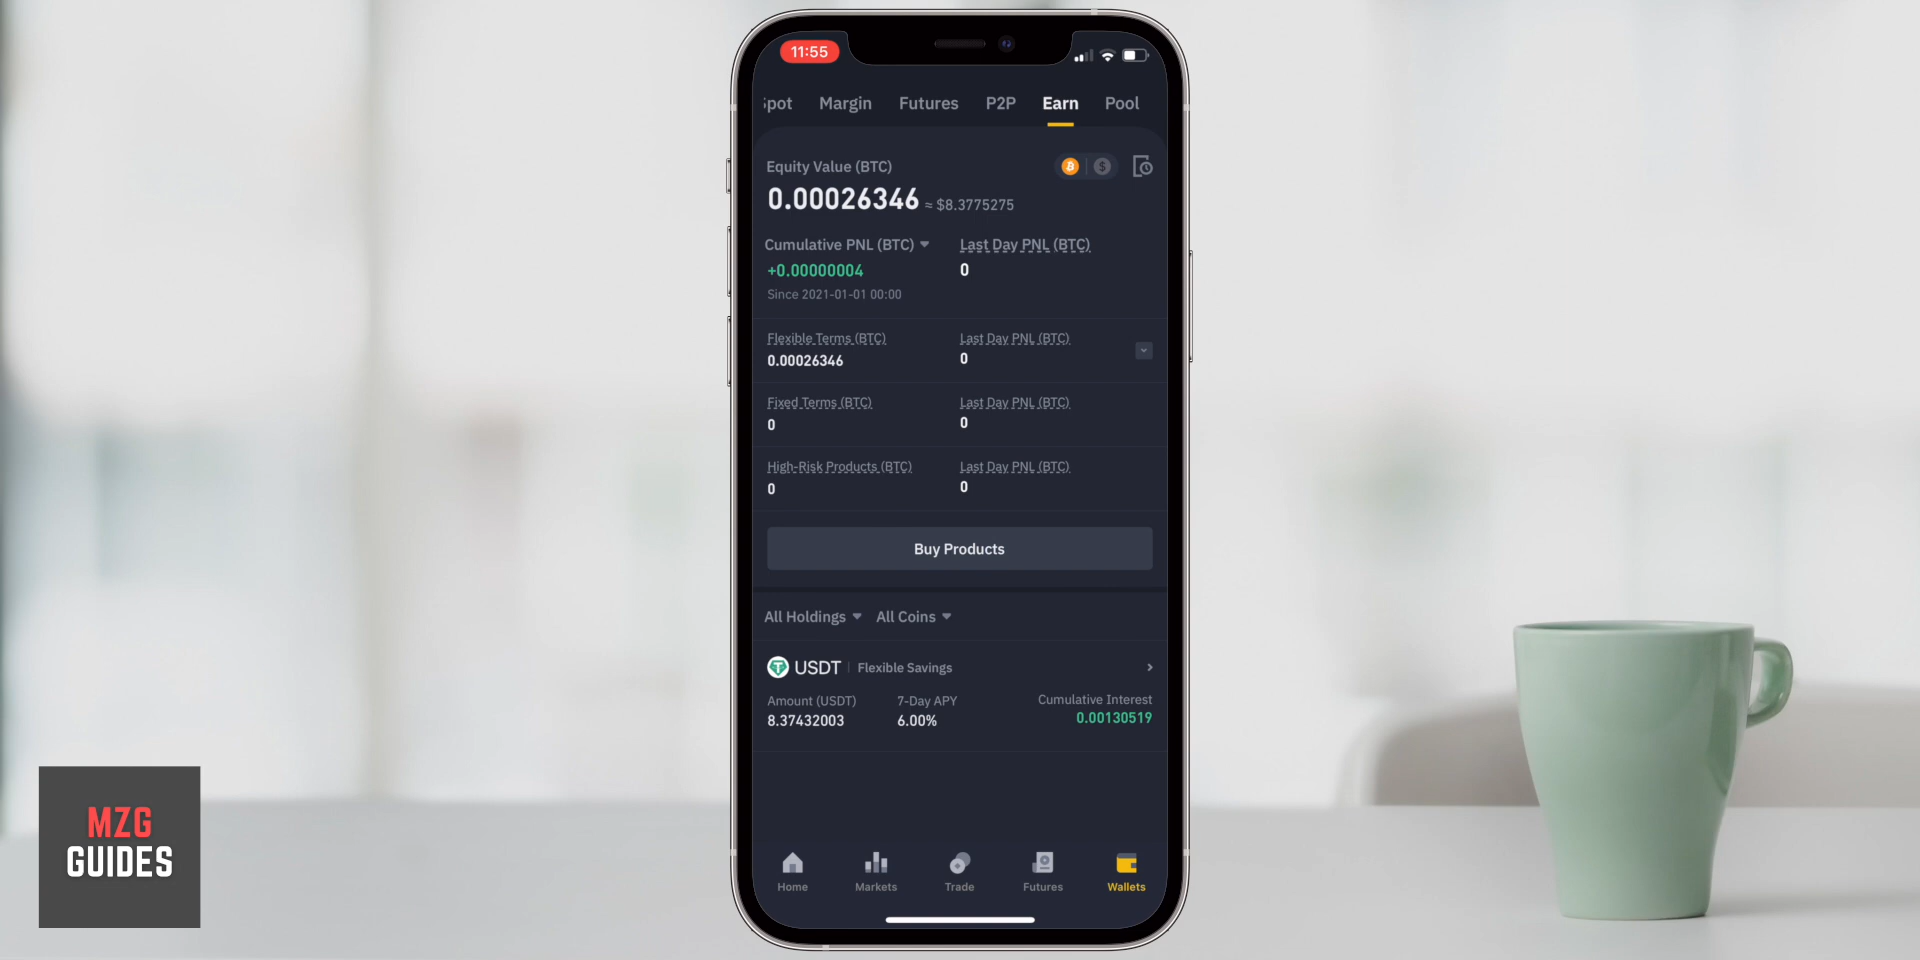 11:55
Spot Margin Futures P2P Earn Pool
Equity Value (BTC)
0.00026346 ≈ $8.3775275
Cumulative PNL (BTC) Last Day PNL (BTC)
+0.00000004 0
Since 2021-01-01 00:00
Flexible Terms (BTC) Last Day PNL (BTC)
0.00026346 0
Fixed Terms (BTC) Last Day PNL (BTC)
0 0
High-Risk Products (BTC) Last Day PNL (BTC)
0 0
Buy Products
All Holdings All Coins
USDT | Flexible Savings
Amount (USDT) 7-Day APY Cumulative Interest
8.37432003 6.00% 0.00130519
Home Markets Trade Futures Wallets
MZG
GUIDES